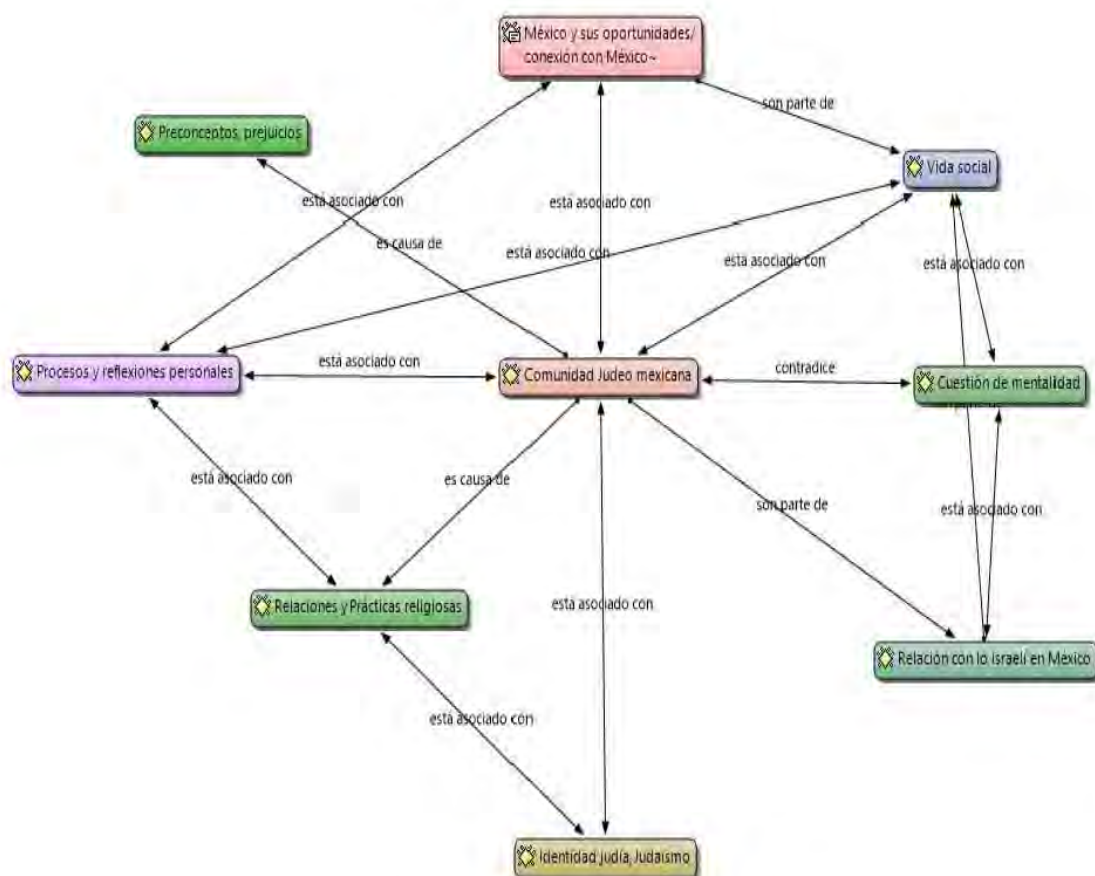 México y sus oportunidades/
conexión con México~
son parte de
Preconceptos, prejuicios
Vida social
está asociado con
está asociado con
es causa de
está asociado con
está asociado con
está asociado con
Procesos y reflexiones personales
está asociado con
Comunidad Judeo mexicana
contradice
Cuestión de mentalidad
está asociado con
es causa de
son parte de
está asociado con
Relaciones y Prácticas religiosas
está asociado con
Relación con lo israelí en México
está asociado con
Identidad Judía, Judaísmo